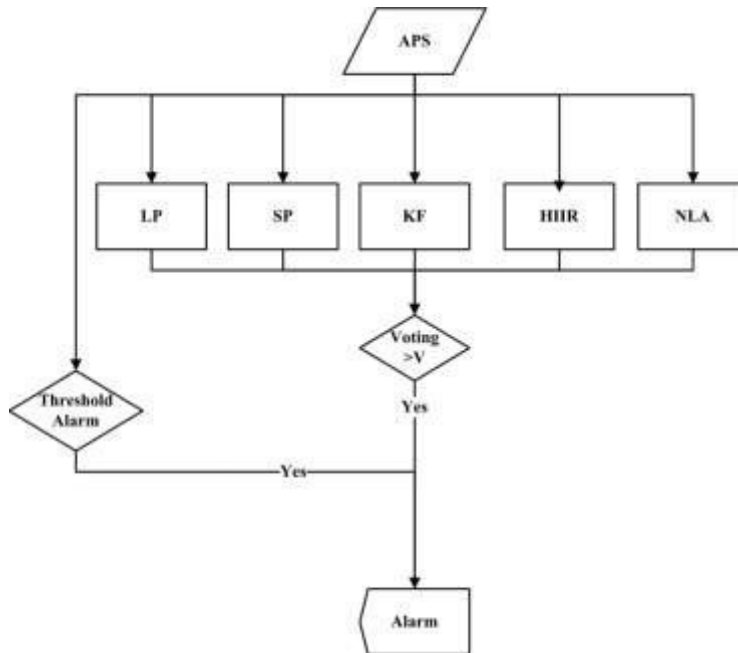 APS
LP
SP
KF
HIIR
NLA
Voting
>V
Threshold
Alarm
Yes
Yes
Alarm